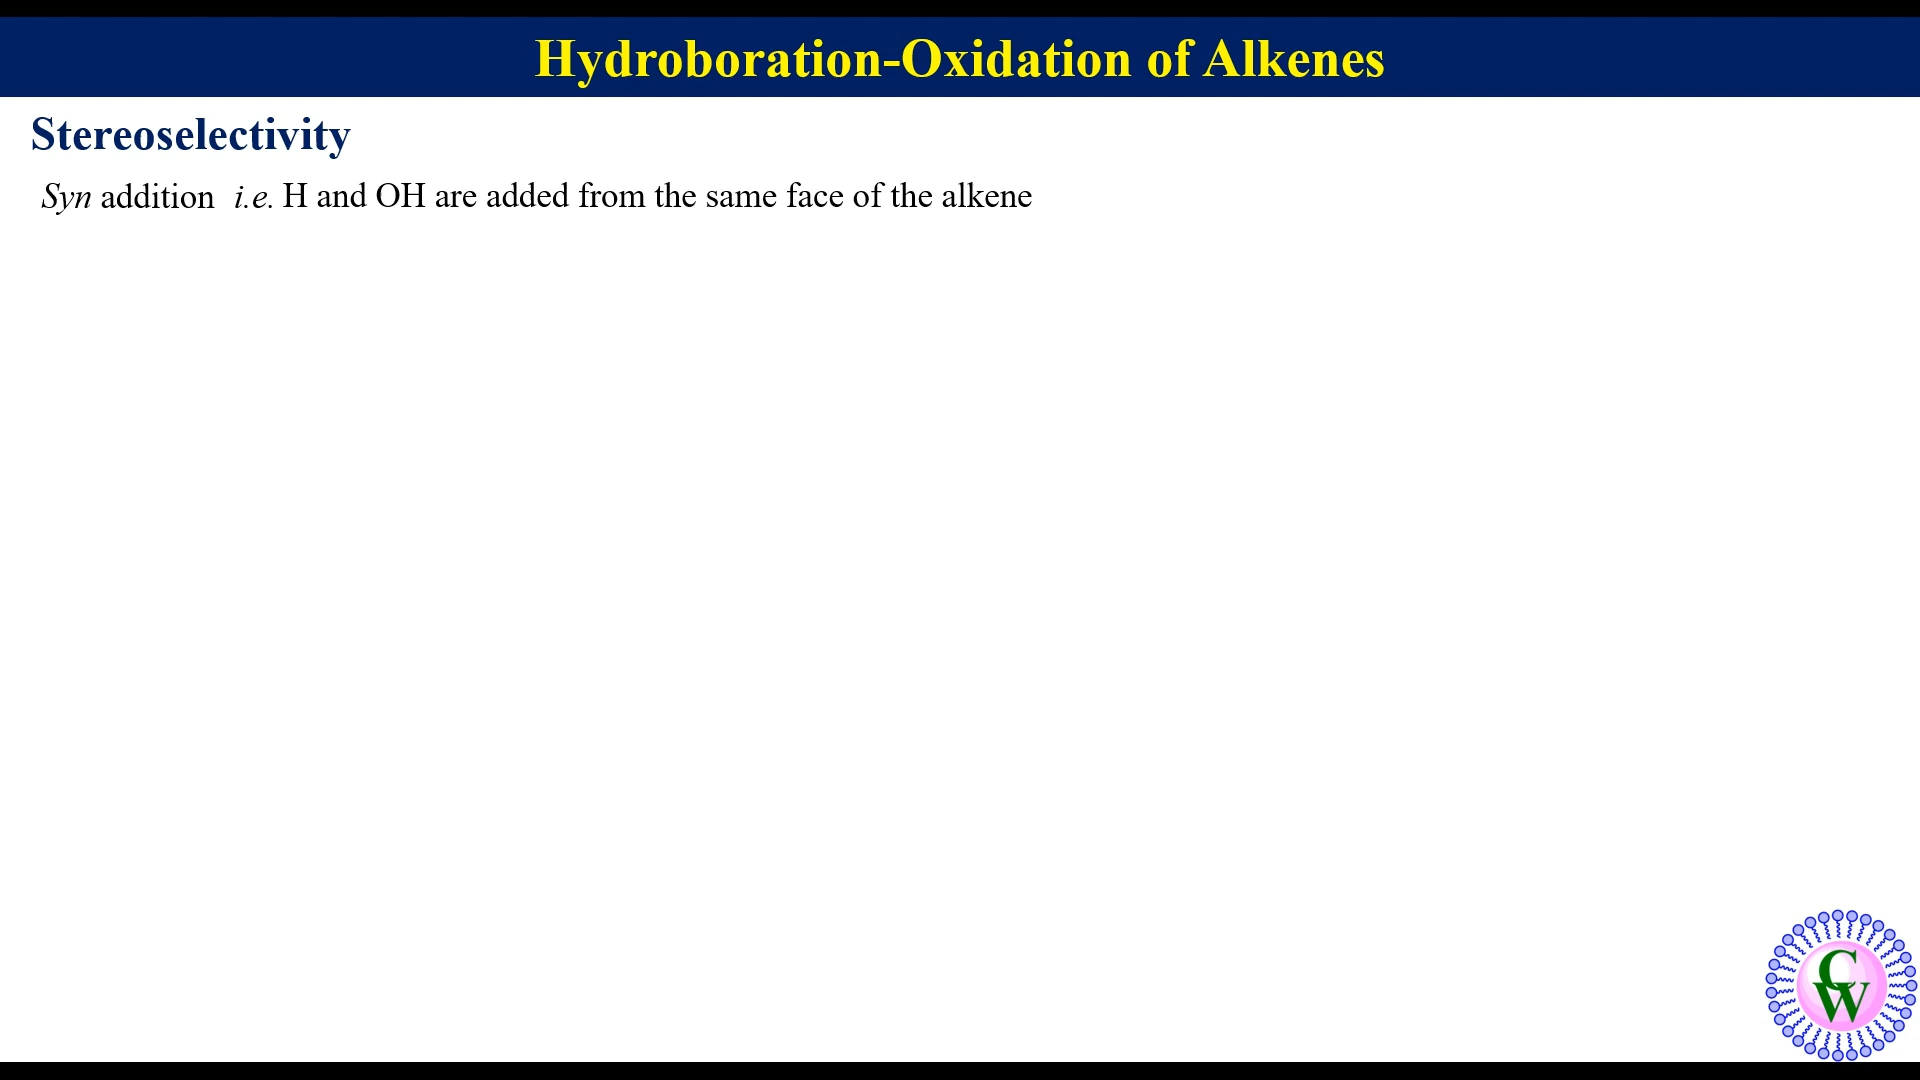 Hydroboration-Oxidation of Alkenes
Stereoselectivity
Syn addition i.e. H and OH are added from the same face of the alkene
CW